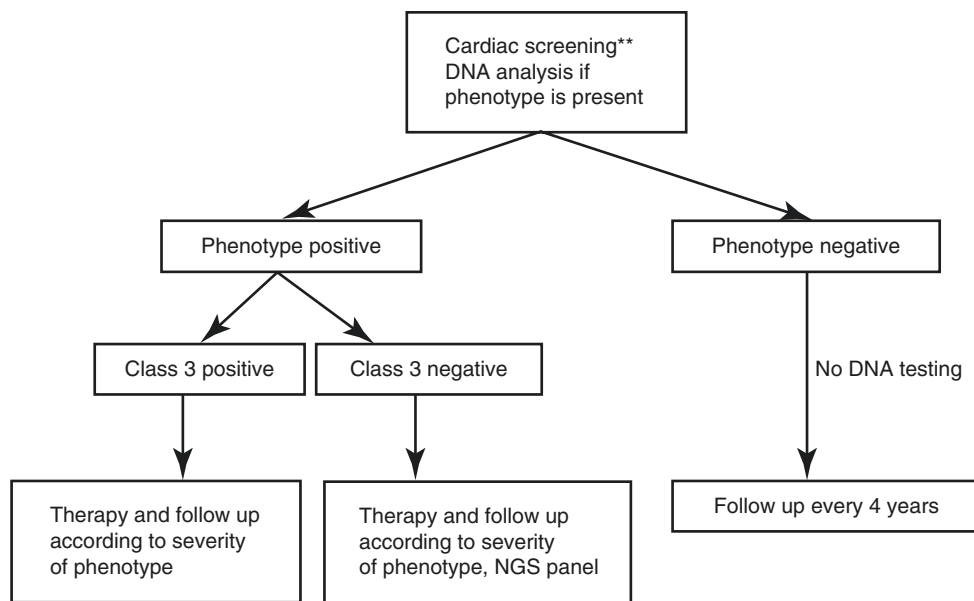 Cardiac screening**
DNA analysis if
phenotype is present
Phenotype positive
Phenotype negative
Class 3 positive
Class 3 negative
No DNA testing
Therapy and follow up
according to severity
of phenotype
Therapy and follow up
according to severity
of phenotype, NGS panel
Follow up every 4 years